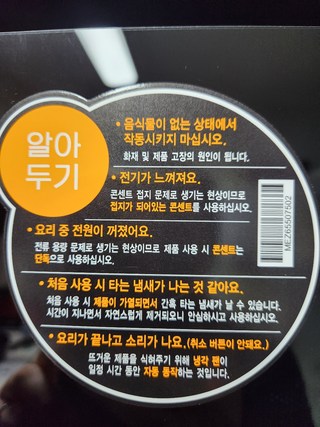 알아
두기
• 음식물이 없는 상태에서
작동시키지 마십시오.
화재 및 제품 고장의 원인이 됩니다.
• 전기가 느껴져요.
콘센트 접지 문제로 생기는 현상이므로
접지가 되어있는 콘센트를 사용하십시오.
• 요리 중 전원이 꺼졌어요.
전류 용량 문제로 생기는 현상이므로 제품 사용 시 콘센트는
단독으로 사용하십시오.
MEZ65507502
• 처음 사용 시 타는 냄새가 나는 것 같아요.
처음 사용 시 제품이 가열되면서 간혹 타는 냄새가 날 수 있습니다.
시간이 지나면서 자연스럽게 제거되오니 안심하시고 사용하십시오.
• 요리가 끝나고 소리가 나요.(취소 버튼이 안돼요.)
뜨거운 제품을 식혀주기 위해 냉각 팬이
일정 시간 동안 자동 동작하는 것입니다.